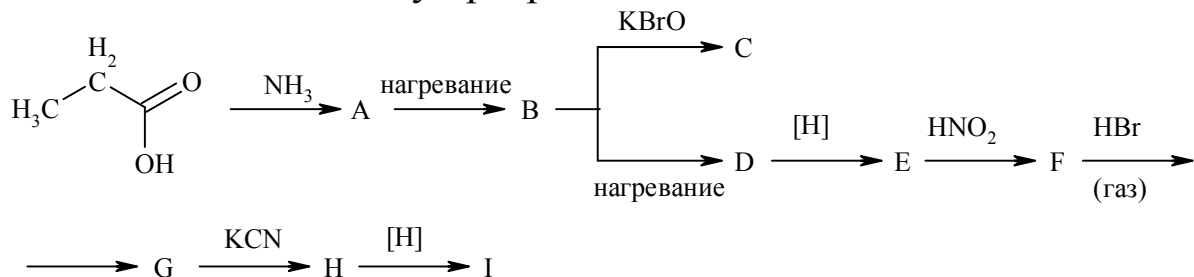 KBrO
C
H2
C
O
H3C
OH
NH3
A
нагревание
B
нагревание
D
[H]
E
HNO2
F
HBr
(газ)
G
KCN
H
[H]
I